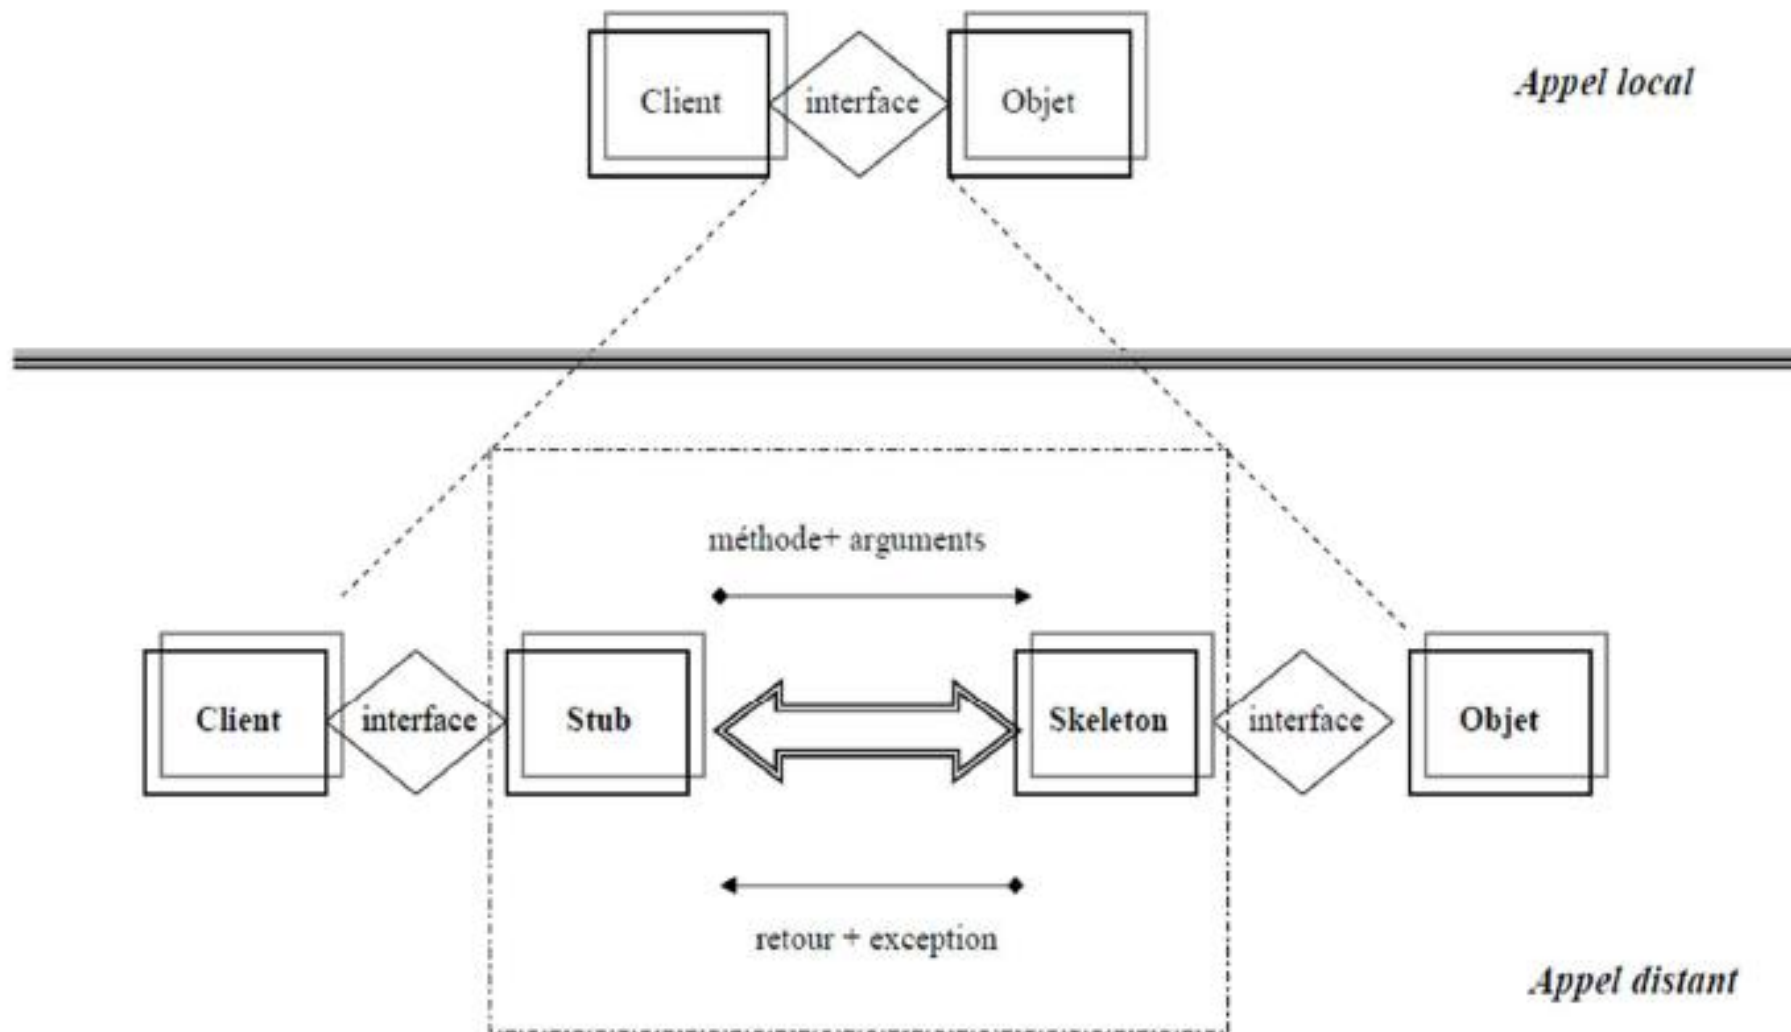 Client
interface
Objet
Appel local
méthode+ arguments
Client
interface
Stub
Skeleton
interface
Objet
retour + exception
Appel distant